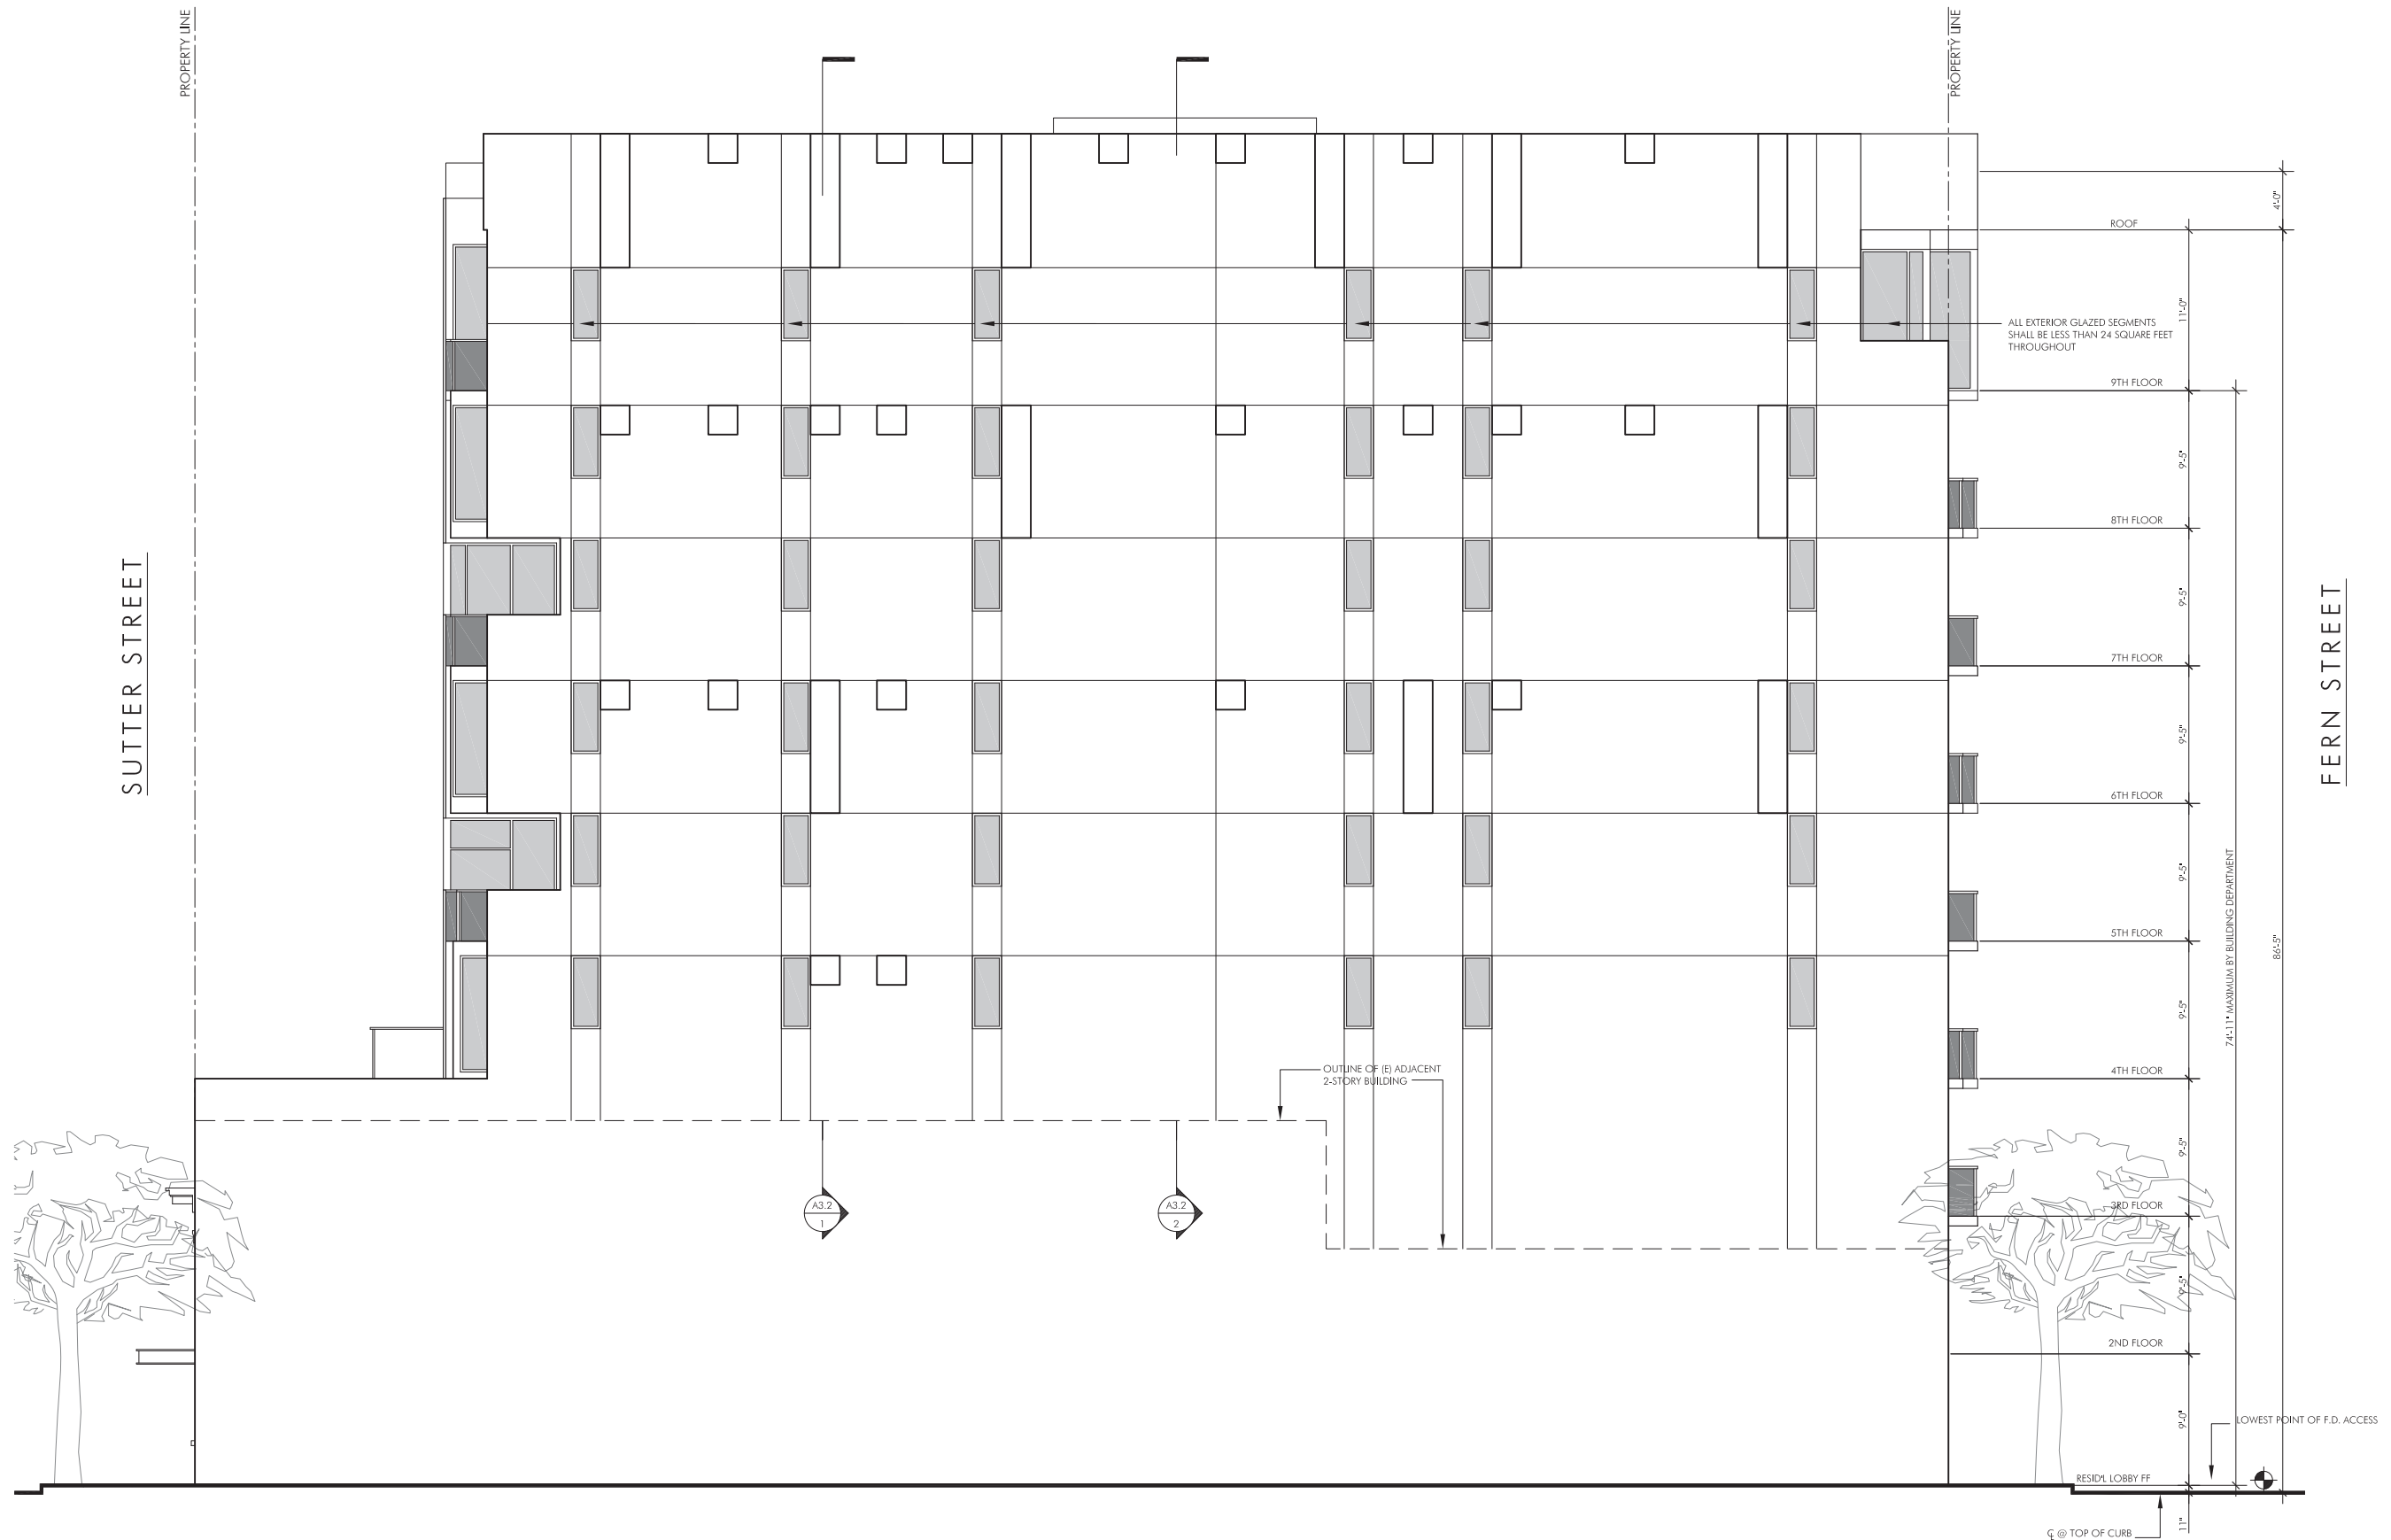 PROPERTY LINE
PROPERTY LINE
4'-0"
ROOF
11'-0"
ALL EXTERIOR GLAZED SEGMENTS
SHALL BE LESS THAN 24 SQUARE FEET
THROUGHOUT
9TH FLOOR
9'-5"
8TH FLOOR
SUTTER STREET
9'-5"
FERN STREET
7TH FLOOR
9'-5"
6TH FLOOR
9'-5"
74'-11" MAXIMUM BY BUILDING DEPARTMENT
5TH FLOOR
86'-5"
9'-5"
OUTLINE OF (E) ADJACENT
2-STORY BUILDING
4TH FLOOR
9'-5"
A3.2
1
A3.2
2
3RD FLOOR
9'-5"
2ND FLOOR
9'-0"
LOWEST POINT OF F.D. ACCESS
RESID'L LOBBY FF
11"
℄ @ TOP OF CURB